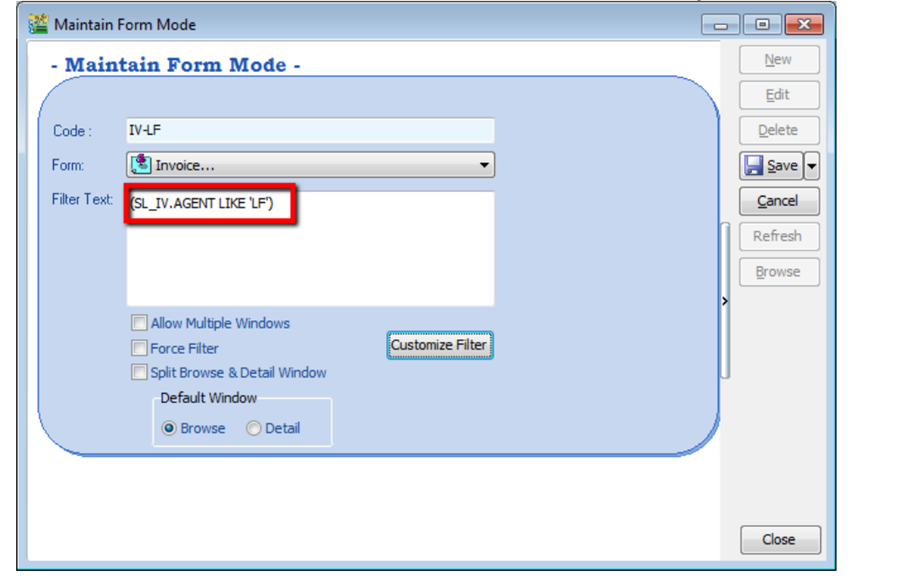 Maintain Form Mode
- Maintain Form Mode -
Code :
IV-LF
Form:
Invoice...
Filter Text:
(SL_IV.AGENT LIKE 'LF')
Allow Multiple Windows
Force Filter
Customize Filter
Split Browse & Detail Window
Default Window
Browse
Detail
New
Edit
Delete
Save
Cancel
Refresh
Browse
Close